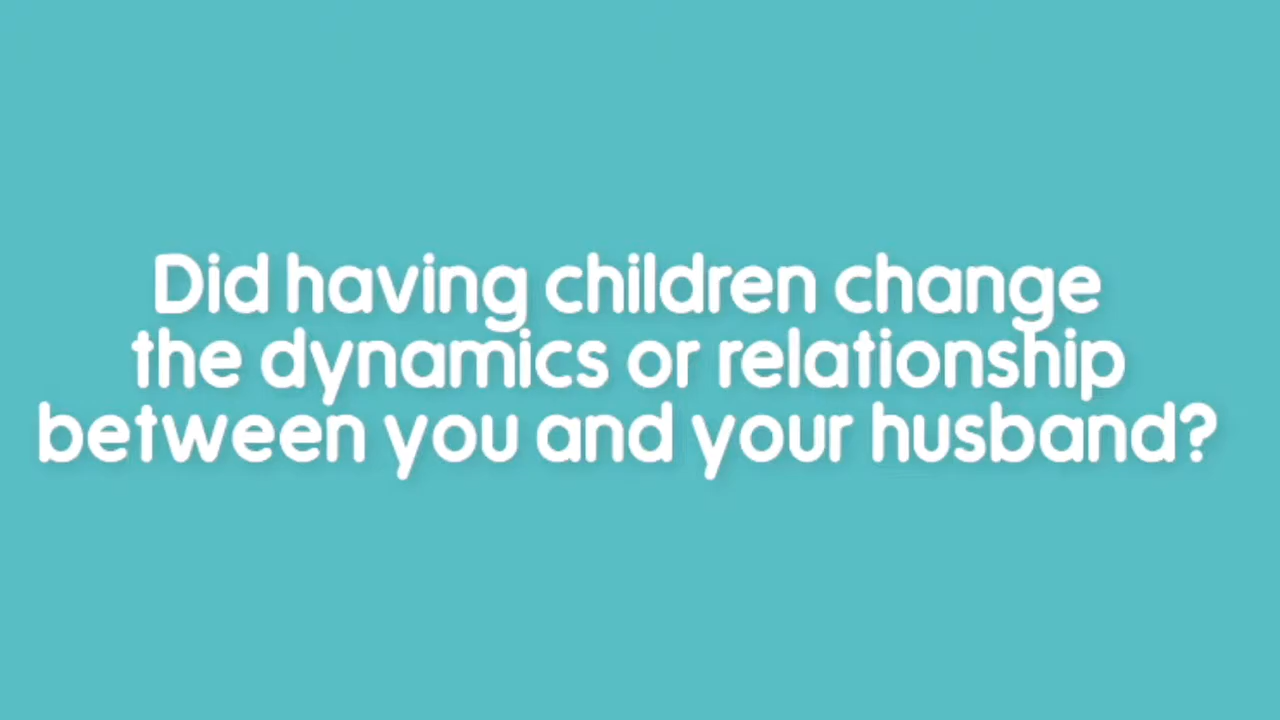 Did having children change
the dynamics or relationship
between you and your husband?